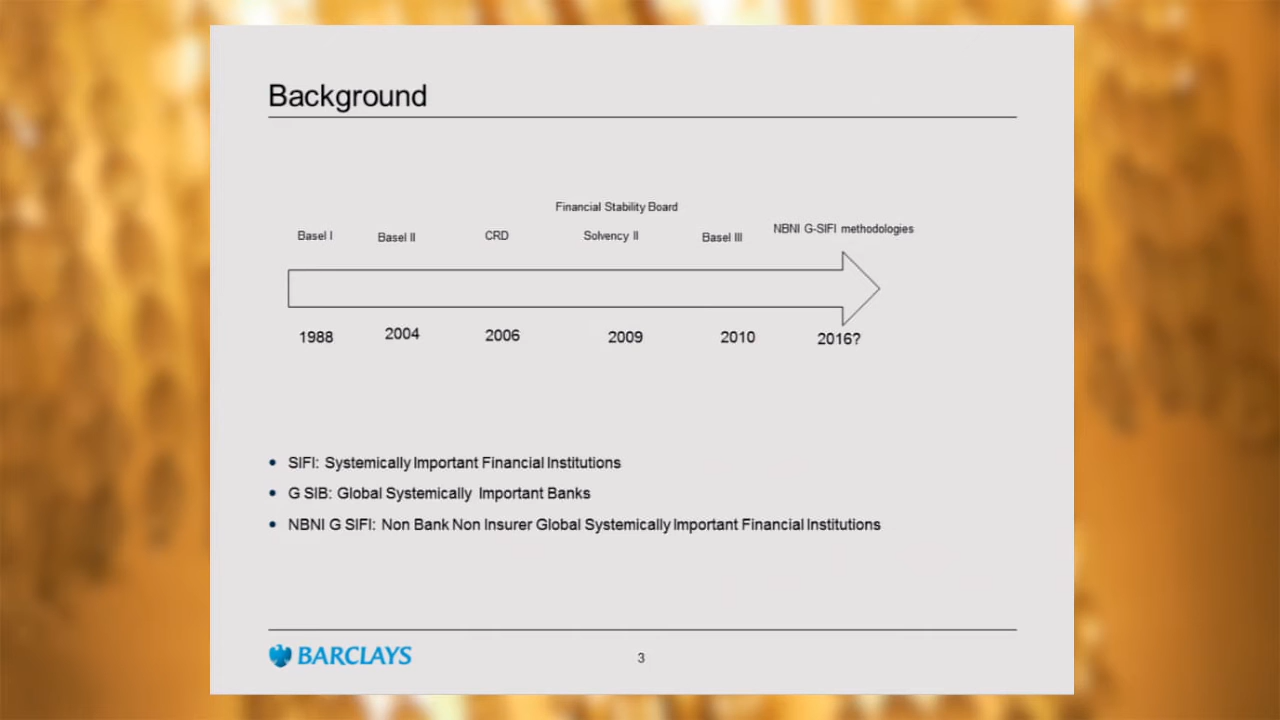 Background
Financial Stability Board
Basel I
Basel II
CRD
Solvency II
Basel III
NBNI G-SIFI methodologies
1988
2004
2006
2009
2010
2016?
• SIFI: Systemically Important Financial Institutions
• G SIB: Global Systemically Important Banks
• NBNI G SIFI: Non Bank Non Insurer Global Systemically Important Financial Institutions
BARCLAYS
3